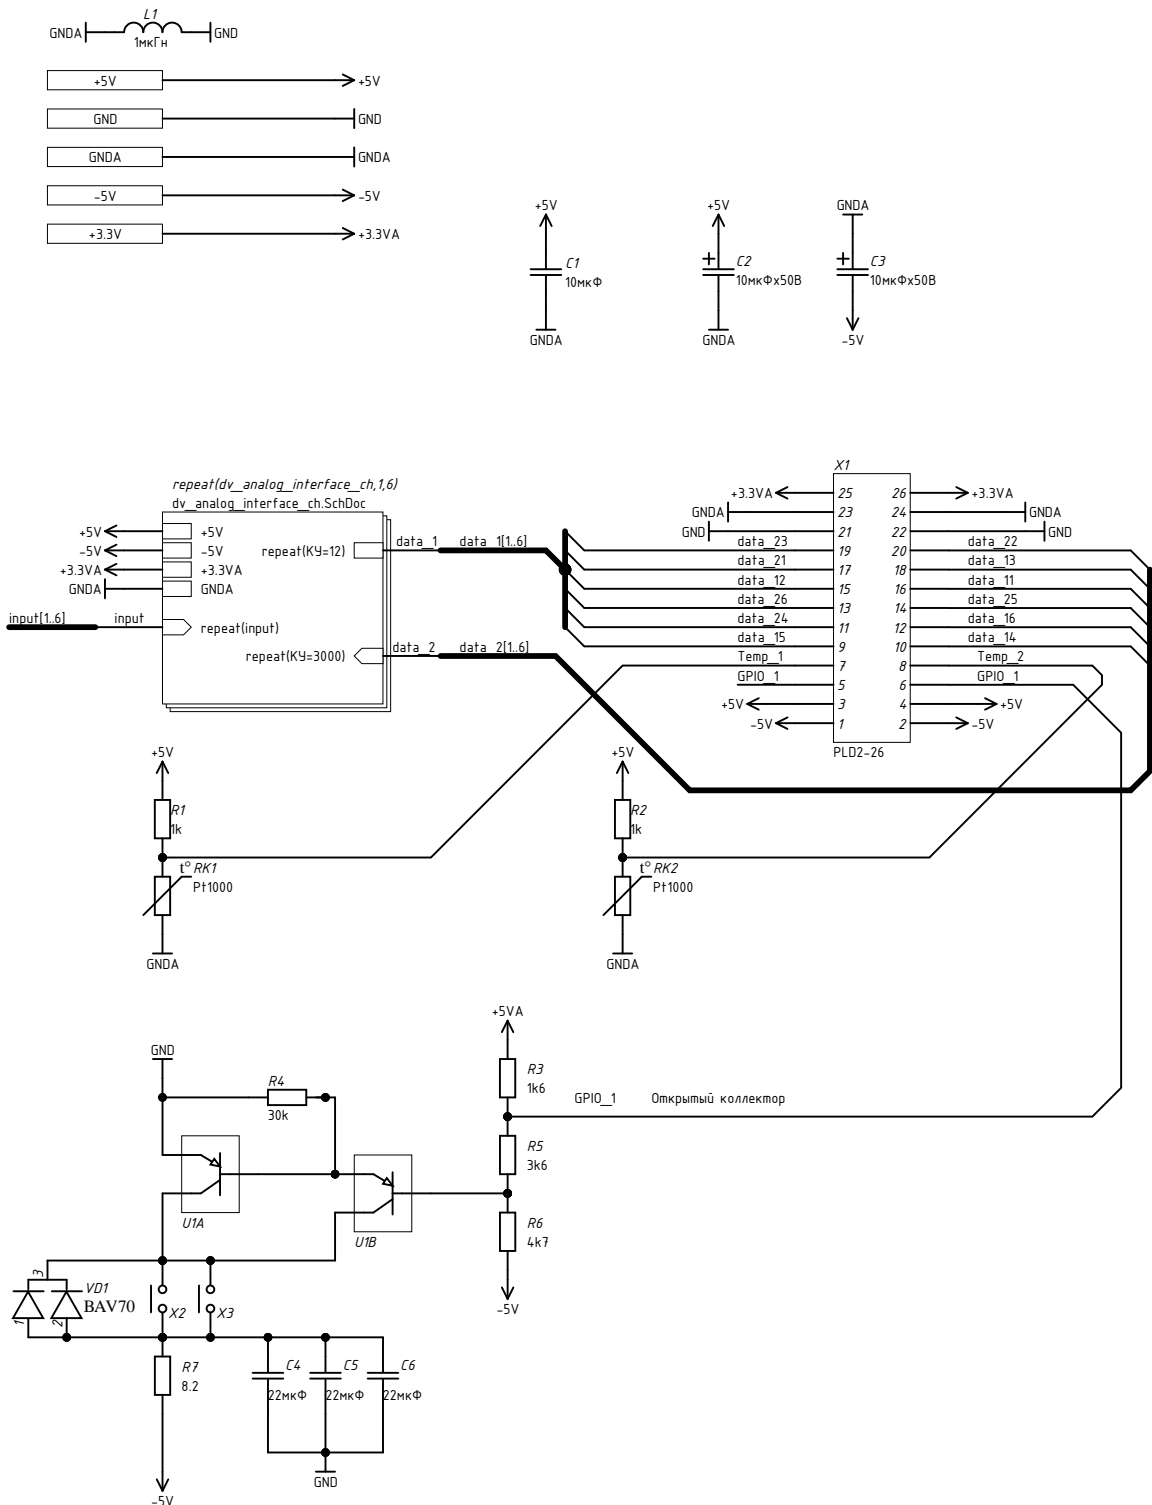 L1
GNDA GND
1мкГн
+5V +5V
GND GND
GNDA GNDA
-5V -5V
+3.3V +3.3VA
+5V
C1
10мкФ
GNDA
+5V
C2
10мкФх50В
GNDA
GNDA
C3
10мкФх50В
-5V
repeat(dv_analog_interface_ch,1,6)
dv_analog_interface_ch.SchDoc
+5V +5V
-5V -5V
+3.3VA +3.3VA
GNDA GNDA
input[1..6] input repeat(input)
repeat(КУ=12) data_1 data_1[1..6]
repeat(КУ=3000) data_2 data_2[1..6]
X1
+3.3VA 25 26 +3.3VA
GNDA 23 24 GNDA
GND 21 22 GND
data_23 19 20 data_22
data_21 17 18 data_13
data_12 15 16 data_11
data_26 13 14 data_25
data_24 11 12 data_16
data_15 9 10 data_14
Temp_1 7 8 Temp_2
GPIO_1 5 6 GPIO_1
+5V 3 4 +5V
-5V 1 2 -5V
PLD2-26
+5V
R1
1k
t° RK1
Pt1000
GNDA
+5V
R2
1k
t° RK2
Pt1000
GNDA
+5VA
R3
1k6
GPIO_1 Открытый коллектор
R5
3k6
R6
4k7
-5V
GND
R4
30k
U1A
U1B
3
VD1
BAV70
1
2
X2
X3
R7
8.2
C4
22мкФ
C5
22мкФ
C6
22мкФ
GND
-5V